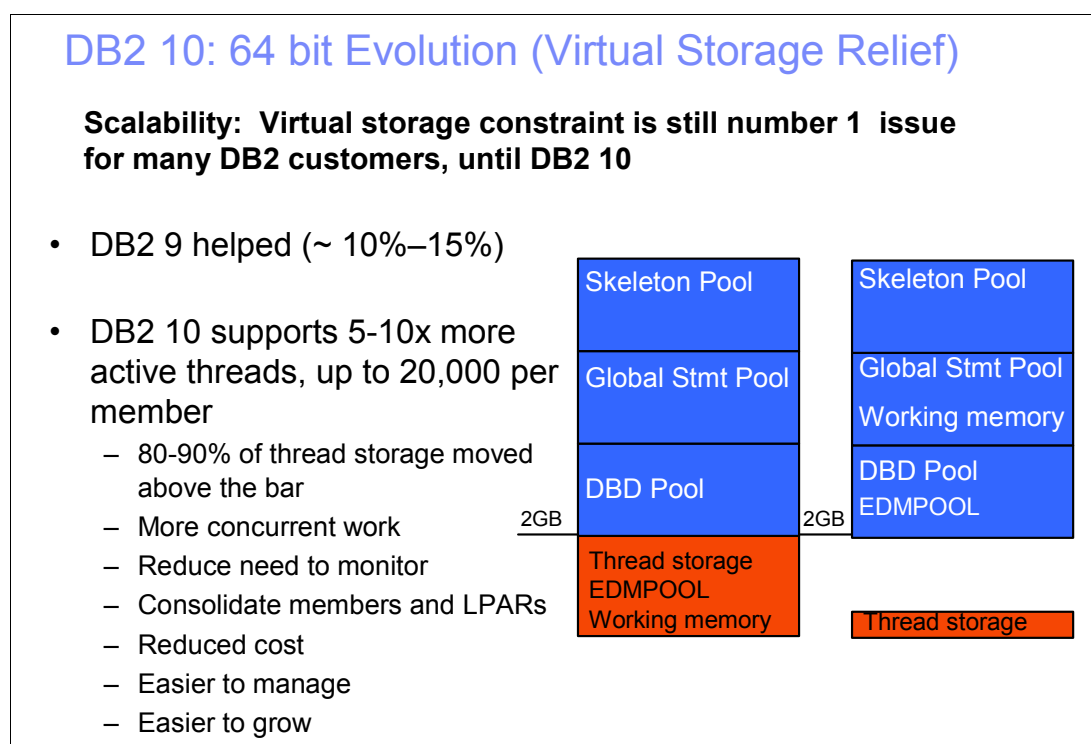 DB2 10: 64 bit Evolution (Virtual Storage Relief)
Scalability:  Virtual storage constraint is still number 1  issue
for many DB2 customers, until DB2 10
• DB2 9 helped (~ 10%–15%)
• DB2 10 supports 5-10x more
active threads, up to 20,000 per
member
– 80-90% of thread storage moved
above the bar
– More concurrent work
– Reduce need to monitor
– Consolidate members and LPARs
– Reduced cost
– Easier to manage
– Easier to grow
Skeleton Pool
Global Stmt Pool
DBD Pool
2GB
Thread storage
EDMPOOL
Working memory
Skeleton Pool
Global Stmt Pool
Working memory
DBD Pool
EDMPOOL
2GB
Thread storage